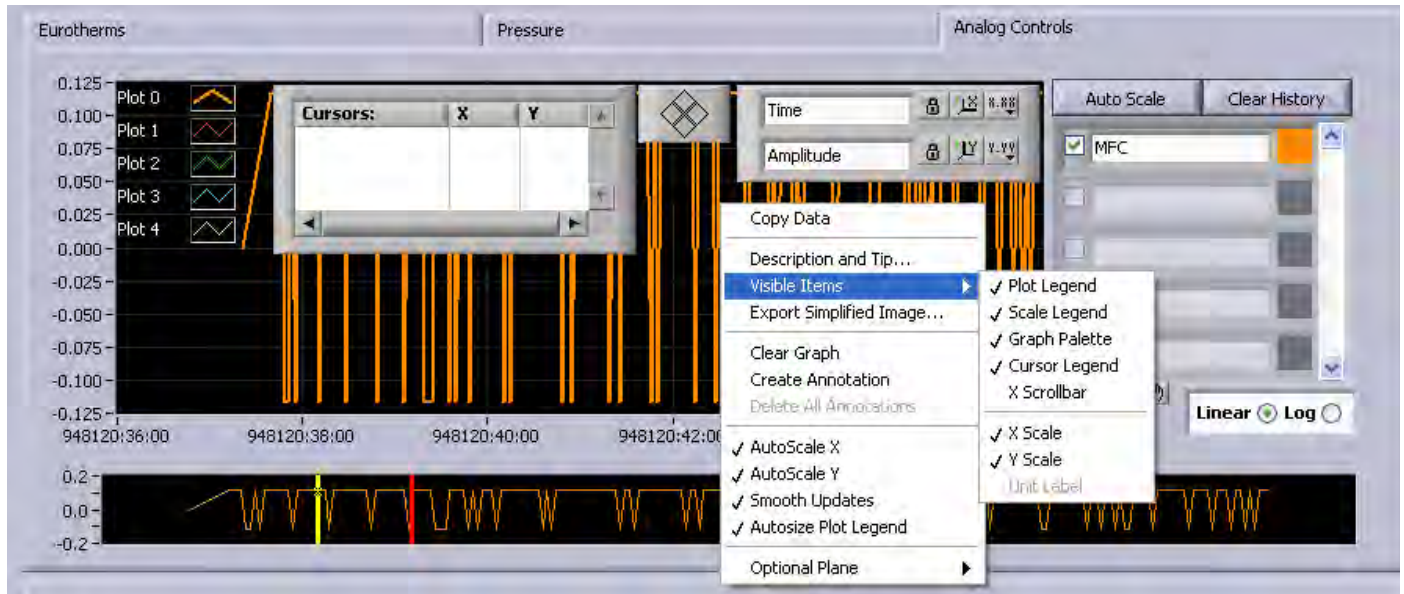 Eurotherms
Pressure
Analog Controls
0.125
0.100
0.075
0.050
0.025
0.000
-0.025
-0.050
-0.075
-0.100
-0.125
Plot 0
Plot 1
Plot 2
Plot 3
Plot 4
Cursors: X Y
Time
Amplitude
Auto Scale
Clear History
MFC
Copy Data
Description and Tip...
Visible Items
Export Simplified Image...
Clear Graph
Create Annotation
Delete All Annotations
AutoScale X
AutoScale Y
Smooth Updates
Autosize Plot Legend
Optional Plane
Plot Legend
Scale Legend
Graph Palette
Cursor Legend
X Scrollbar
X Scale
Y Scale
Unit Label
Linear Log
948120:36:00 948120:38:00 948120:40:00 948120:42:00
0.2
0.0
-0.2